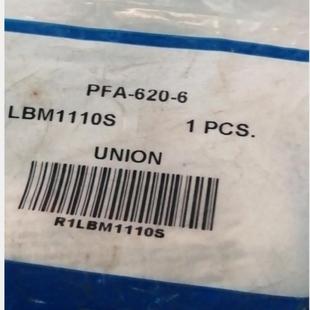 PFA-620-6
LBM1110S 1 PCS.
UNION
R1LBM1110S